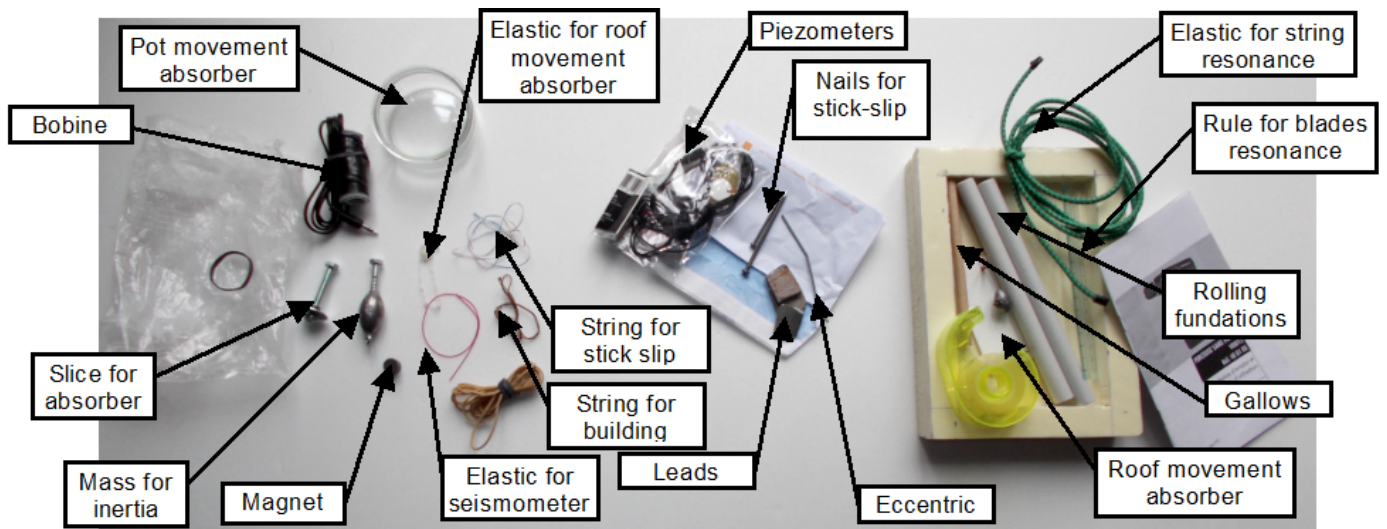 Pot movement
absorber
Elastic for roof
movement
absorber
Piezometers
Elastic for string
resonance
Nails for
stick-slip
Bobine
Rule for blades
resonance
Rolling
fundations
String for
stick slip
Slice for
absorber
String for
building
Gallows
Mass for
inertia
Magnet
Elastic for
seismometer
Leads
Eccentric
Roof movement
absorber